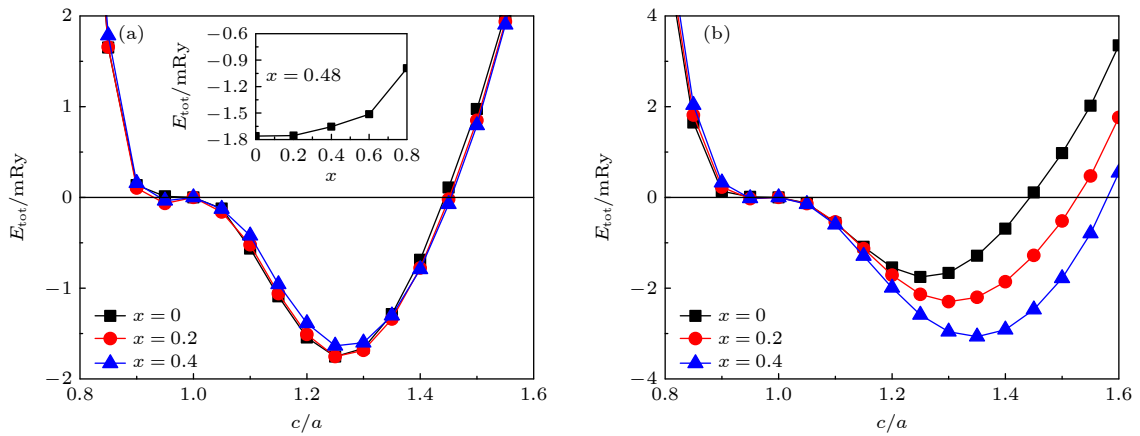 (a)
E_tot/mRy
2
1
0
−1
−2
0.8
1.0
1.2
1.4
1.6
c/a
x = 0
x = 0.2
x = 0.4
E_tot/mRy
−0.6
−0.9
−1.2
−1.5
−1.8
x = 0.48
0
0.2
0.4
0.6
0.8
x
(b)
E_tot/mRy
4
2
0
−2
−4
0.8
1.0
1.2
1.4
1.6
c/a
x = 0
x = 0.2
x = 0.4